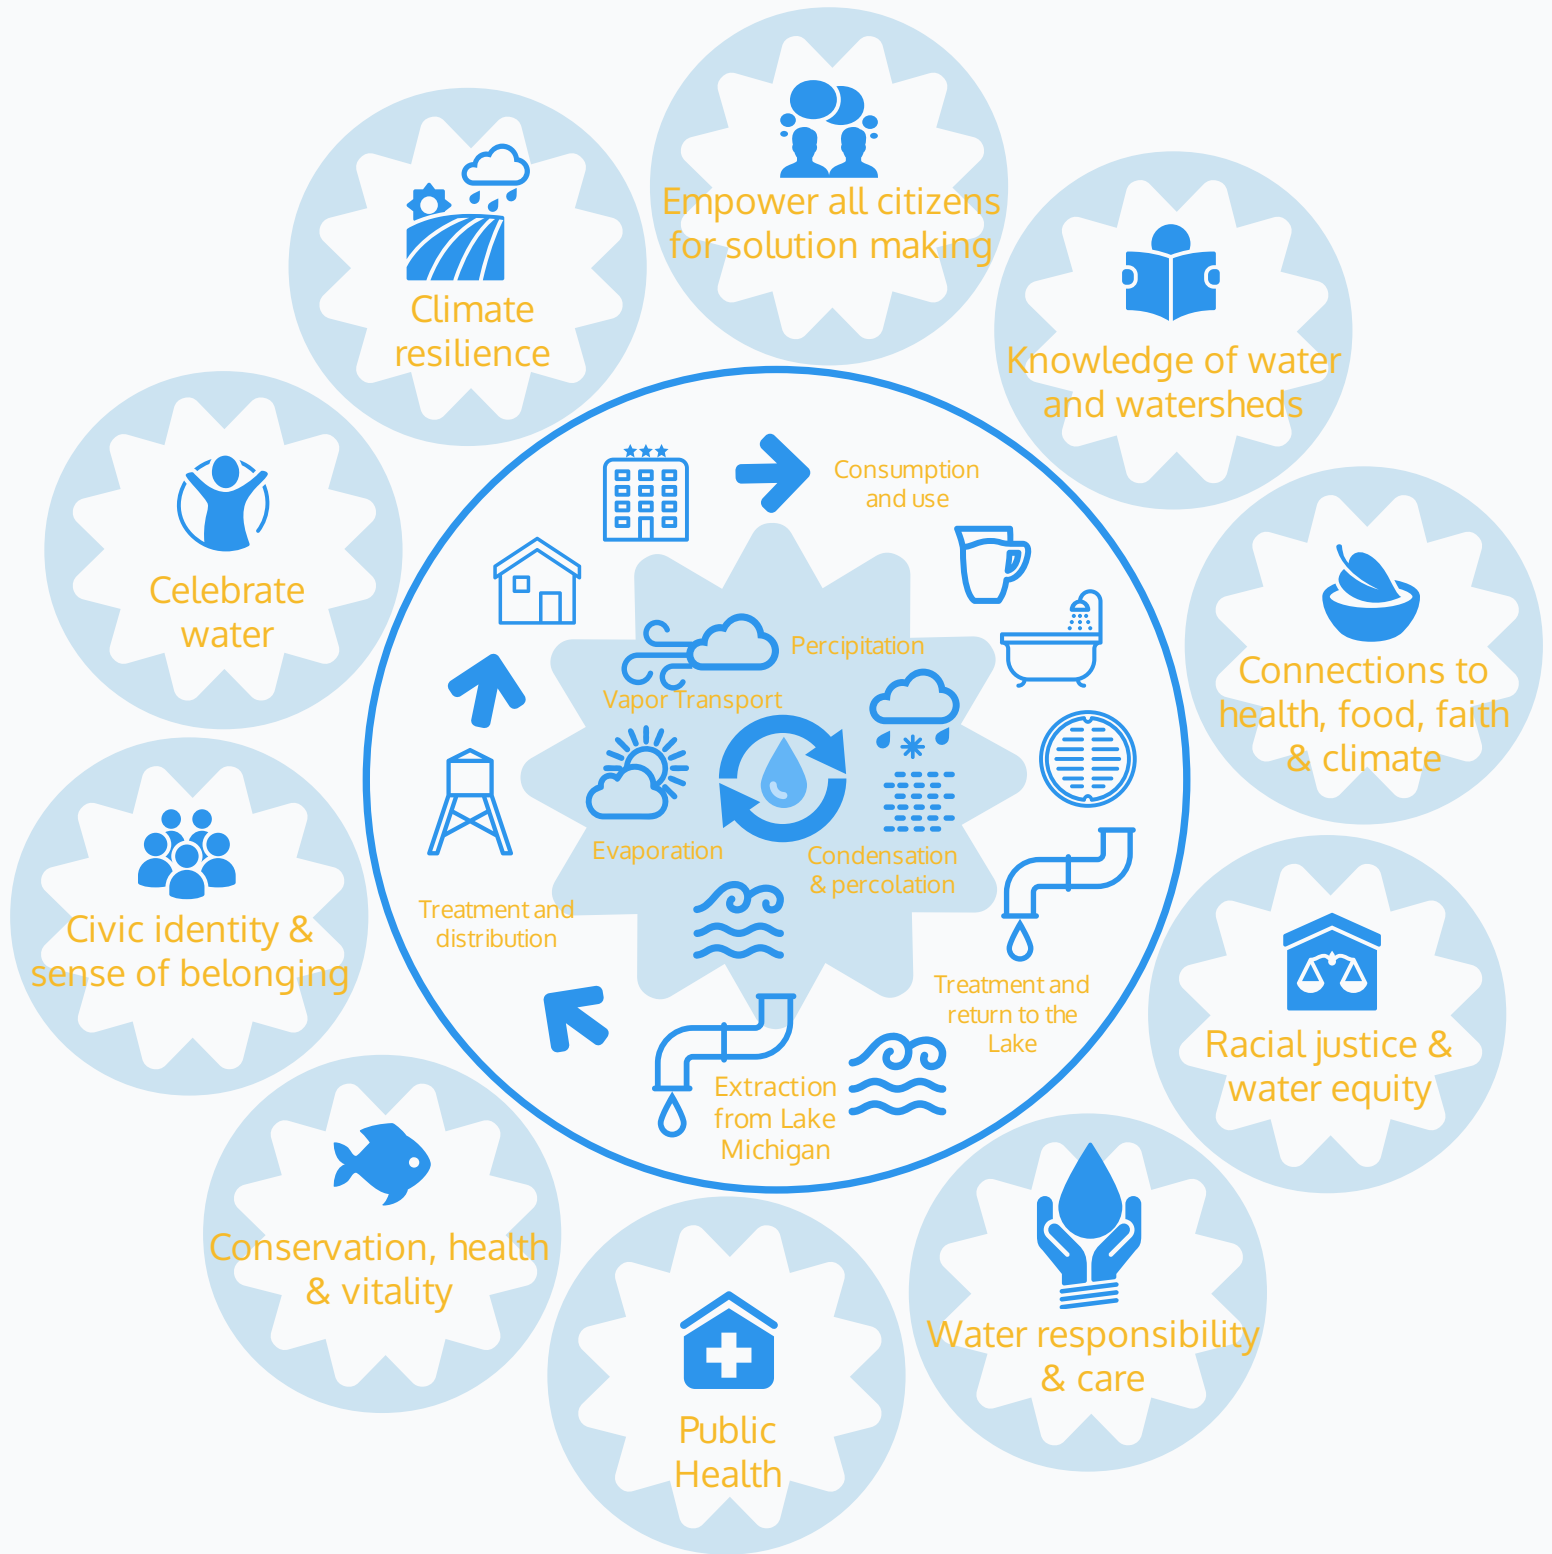 Empower all citizens
for solution making
Knowledge of water
and watersheds
Connections to
health, food, faith
& climate
Racial justice &
water equity
Water responsibility
& care
Public
Health
Conservation, health
& vitality
Civic identity &
sense of belonging
Celebrate
water
Climate
resilience
Consumption
and use
Treatment and
return to the
Lake
Extraction
from Lake
Michigan
Treatment and
distribution
Percipitation
Vapor Transport
Evaporation
Condensation
& percolation